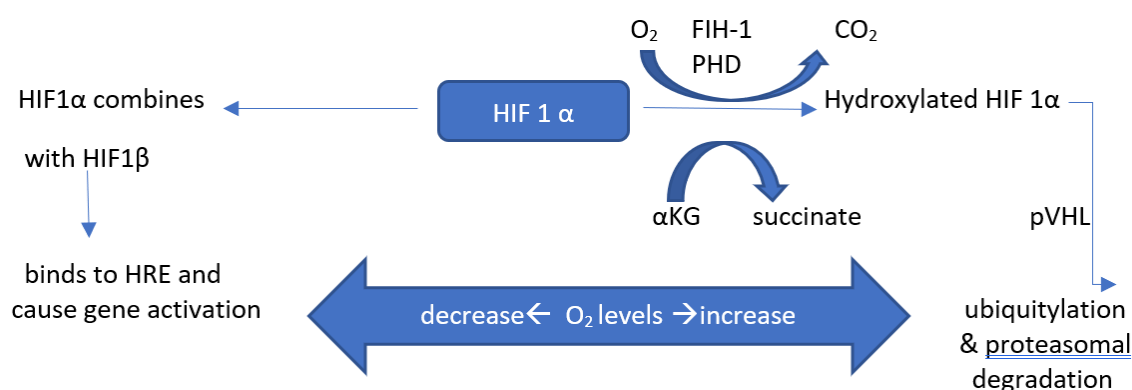 O₂ FIH-1 CO₂
PHD
HIF1α combines
HIF 1 α
Hydroxylated HIF 1α
with HIF1β
αKG succinate
pVHL
binds to HRE and
cause gene activation
decrease← O₂ levels →increase
ubiquitylation
& proteasomal
degradation